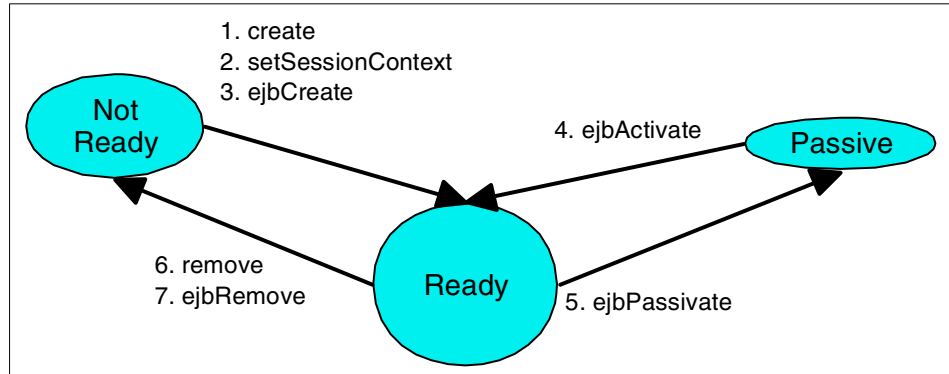 1. create
2. setSessionContext
3. ejbCreate
Not
Ready
4. ejbActivate
Passive
6. remove
7. ejbRemove
Ready
5. ejbPassivate